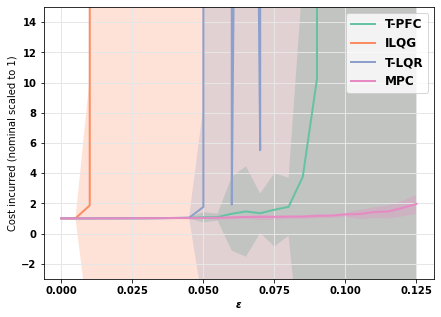 Cost incurred (nominal scaled to 1)
14
12
10
8
6
4
2
0
−2
T-PFC
ILQG
T-LQR
MPC
0.000 0.025 0.050 0.075 0.100 0.125
ε